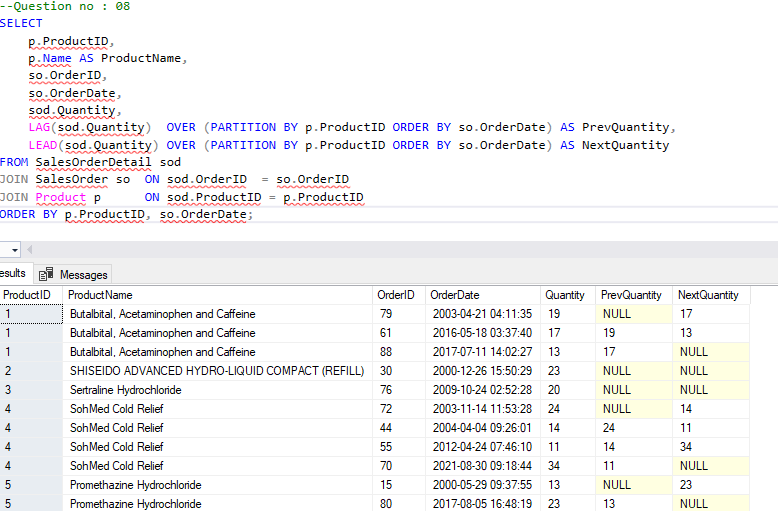 --Question no : 08
SELECT
p.ProductID,
p.Name AS ProductName,
so.OrderID,
so.OrderDate,
sod.Quantity,
LAG(sod.Quantity) OVER (PARTITION BY p.ProductID ORDER BY so.OrderDate) AS PrevQuantity,
LEAD(sod.Quantity) OVER (PARTITION BY p.ProductID ORDER BY so.OrderDate) AS NextQuantity
FROM SalesOrderDetail sod
JOIN SalesOrder so ON sod.OrderID = so.OrderID
JOIN Product p ON sod.ProductID = p.ProductID
ORDER BY p.ProductID, so.OrderDate;
esults Messages
ProductID ProductName OrderID OrderDate Quantity PrevQuantity NextQuantity
1 Butalbital, Acetaminophen and Caffeine 79 2003-04-21 04:11:35 19 NULL 17
1 Butalbital, Acetaminophen and Caffeine 61 2016-05-18 03:37:40 17 19 13
1 Butalbital, Acetaminophen and Caffeine 88 2017-07-11 14:02:27 13 17 NULL
2 SHISEIDO ADVANCED HYDRO-LIQUID COMPACT (REFILL) 30 2000-12-26 15:50:29 23 NULL NULL
3 Sertraline Hydrochloride 76 2009-10-24 02:52:28 20 NULL NULL
4 SohMed Cold Relief 72 2003-11-14 11:53:28 24 NULL 14
4 SohMed Cold Relief 44 2004-04-04 09:26:01 14 24 11
4 SohMed Cold Relief 55 2012-04-24 07:46:10 11 14 34
4 SohMed Cold Relief 70 2021-08-30 09:18:44 34 11 NULL
5 Promethazine Hydrochloride 15 2000-05-29 09:37:55 13 NULL 23
5 Promethazine Hydrochloride 80 2017-08-05 16:48:19 23 13 NULL